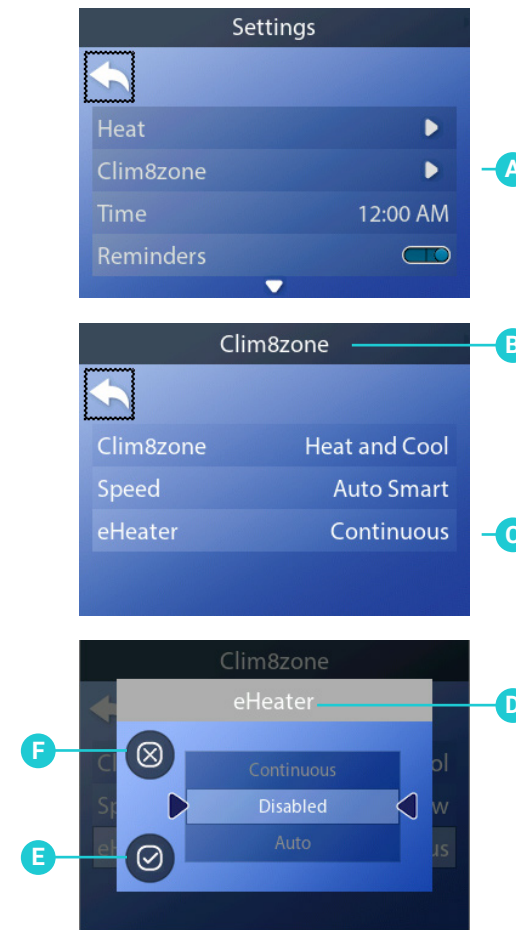 Settings
Heat
Clim8zone A
Time 12:00 AM
Reminders
Clim8zone B
Clim8zone Heat and Cool
Speed Auto Smart
eHeater Continuous C
Clim8zone
eHeater D
F
Continuous
Disabled
Auto
E